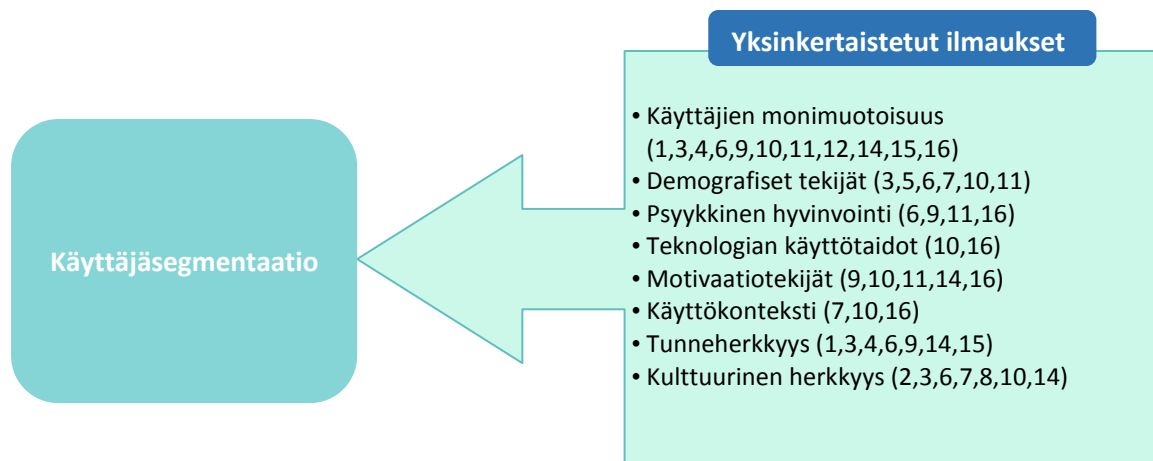 Yksinkertaistetut ilmaukset
Käyttäjäsegmentaatio
• Käyttäjien monimuotoisuus
(1,3,4,6,9,10,11,12,14,15,16)
• Demografiset tekijät (3,5,6,7,10,11)
• Psyykkinen hyvinvointi (6,9,11,16)
• Teknologian käyttötaidot (10,16)
• Motivaatiotekijät (9,10,11,14,16)
• Käyttökonteksti (7,10,16)
• Tunneherkkyys (1,3,4,6,9,14,15)
• Kulttuurinen herkkyys (2,3,6,7,8,10,14)